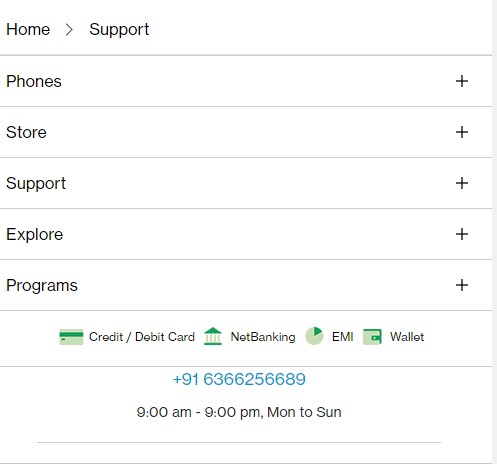 Home > Support
Phones +
Store +
Support +
Explore +
Programs +
Credit / Debit Card NetBanking EMI Wallet
+91 6366256689
9:00 am - 9:00 pm, Mon to Sun